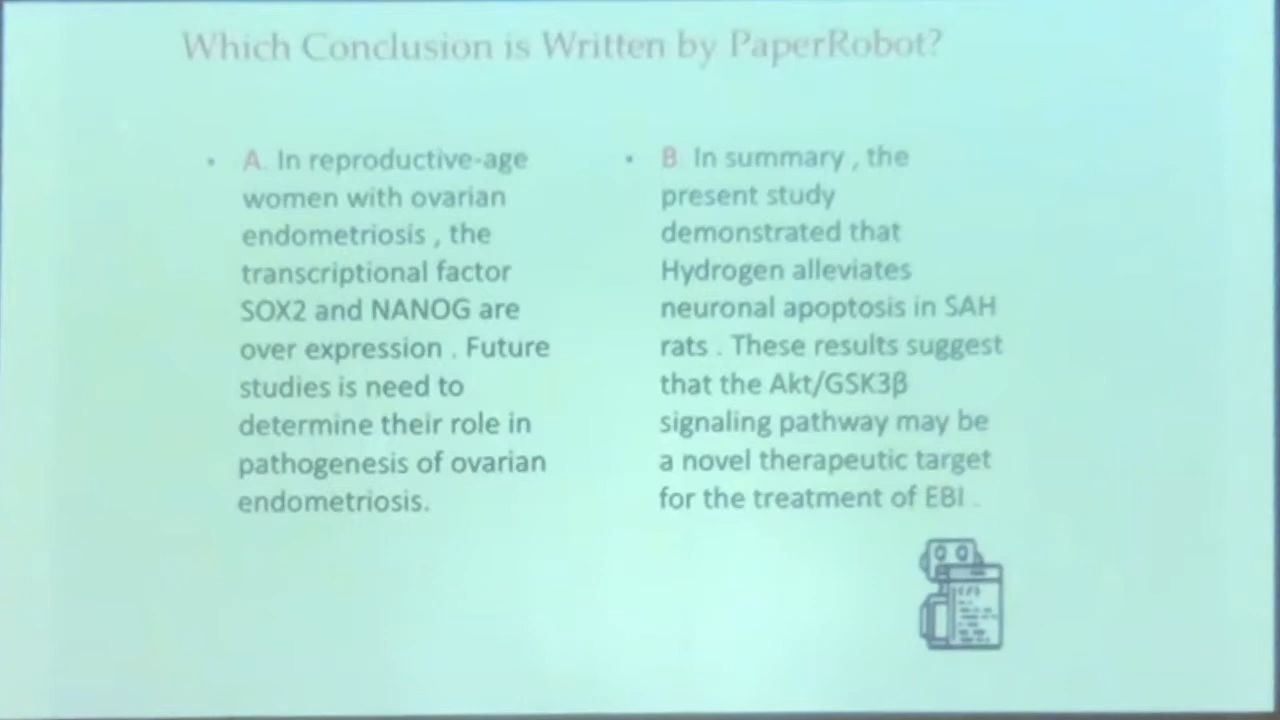 Which Conclusion is Written by PaperRobot?
• A. In reproductive-age
women with ovarian
endometriosis , the
transcriptional factor
SOX2 and NANOG are
over expression . Future
studies is need to
determine their role in
pathogenesis of ovarian
endometriosis.
• B In summary , the
present study
demonstrated that
Hydrogen alleviates
neuronal apoptosis in SAH
rats . These results suggest
that the Akt/GSK3β
signaling pathway may be
a novel therapeutic target
for the treatment of EBI .